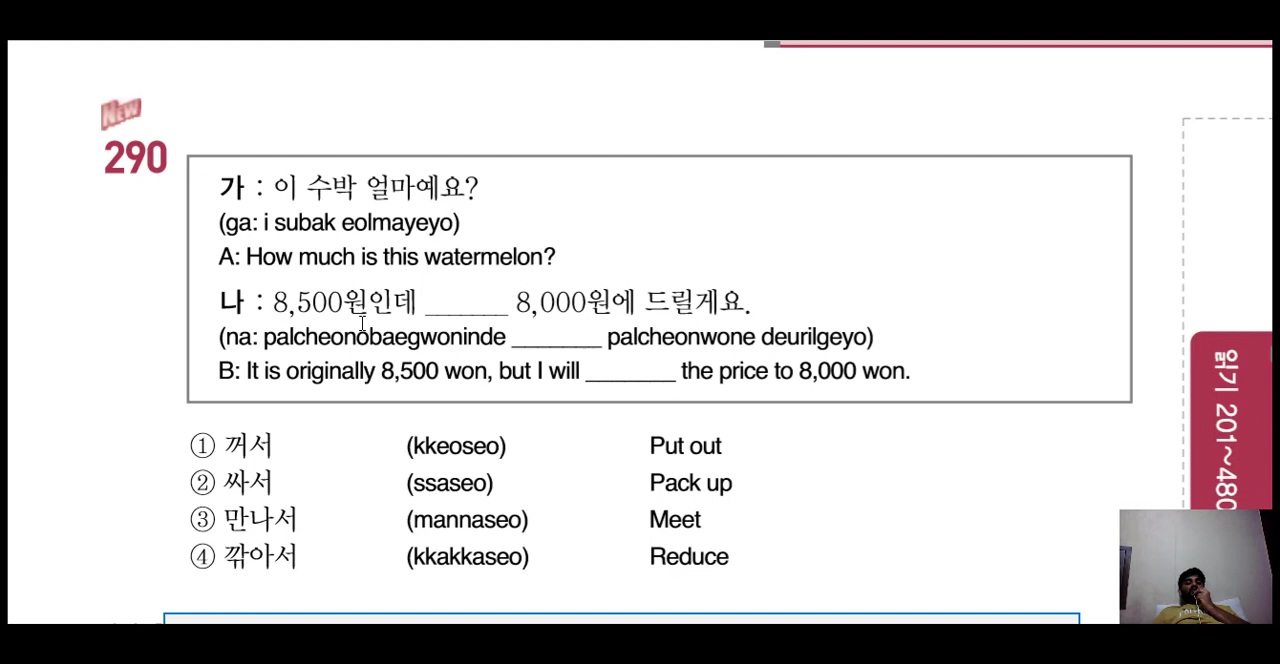 New
290
가 : 이 수박 얼마예요?
(ga: i subak eolmayeyo)
A: How much is this watermelon?
나 : 8,500원인데 _______ 8,000원에 드릴게요.
(na: palcheonobaegwoninde _______ palcheonwone deurilgeyo)
B: It is originally 8,500 won, but I will _______ the price to 8,000 won.
① 꺼서 (kkeoseo) Put out
② 싸서 (ssaseo) Pack up
③ 만나서 (mannaseo) Meet
④ 깎아서 (kkakkaseo) Reduce
읽기 201~480